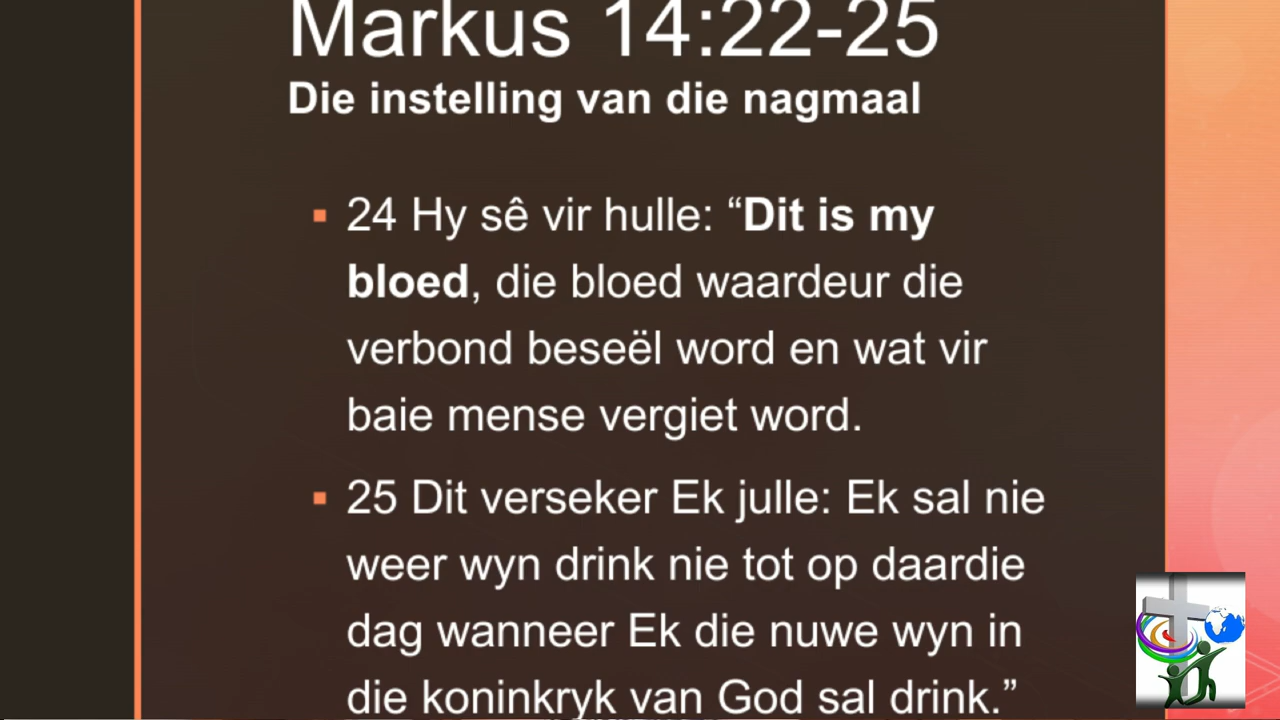 Markus 14:22-25
Die instelling van die nagmaal
▪ 24 Hy sê vir hulle: “Dit is my
bloed, die bloed waardeur die
verbond beseël word en wat vir
baie mense vergiet word.
▪ 25 Dit verseker Ek julle: Ek sal nie
weer wyn drink nie tot op daardie
dag wanneer Ek die nuwe wyn in
die koninkryk van God sal drink.”